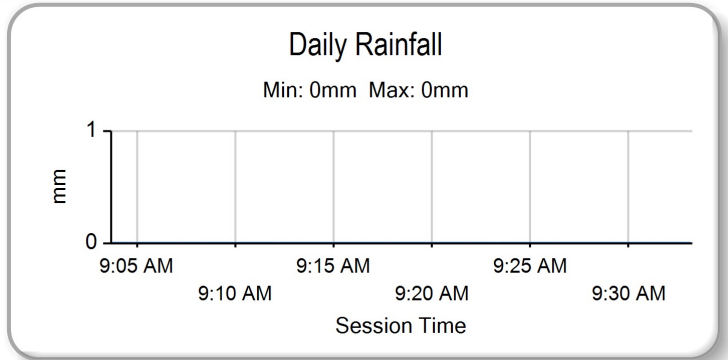 Daily Rainfall
Min: 0mm  Max: 0mm
1
mm
0
9:05 AM 9:15 AM 9:25 AM
9:10 AM 9:20 AM 9:30 AM
Session Time